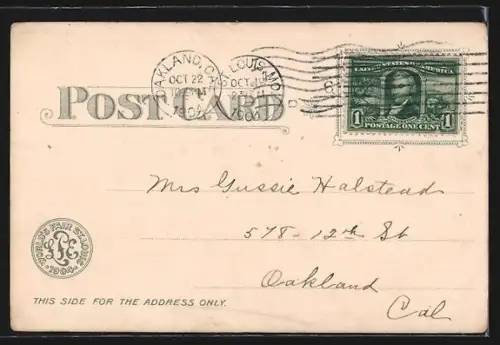 OAKLAND, CAL.
OCT 22
1904
ST. LOUIS, MO.
OCT
1904
UNITED STATES OF AMERICA
1 POSTAGE ONE CENT 1
POST CARD
Mrs Gussie Halstead
578-12th St
Oakland
Cal
WORLD'S FAIR ST. LOUIS
LPE
1904
THIS SIDE FOR THE ADDRESS ONLY.